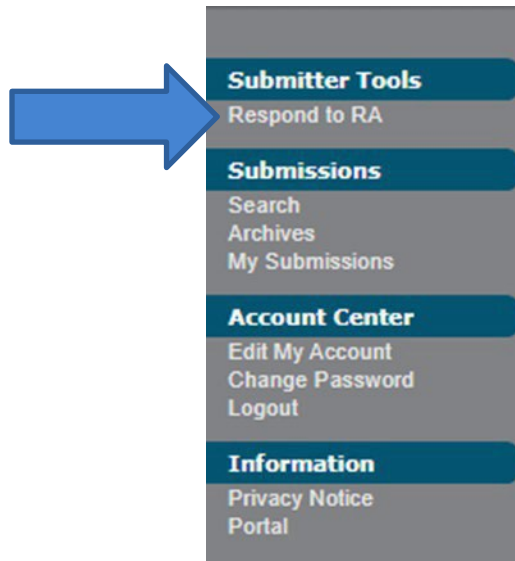 Submitter Tools
Respond to RA
Submissions
Search
Archives
My Submissions
Account Center
Edit My Account
Change Password
Logout
Information
Privacy Notice
Portal